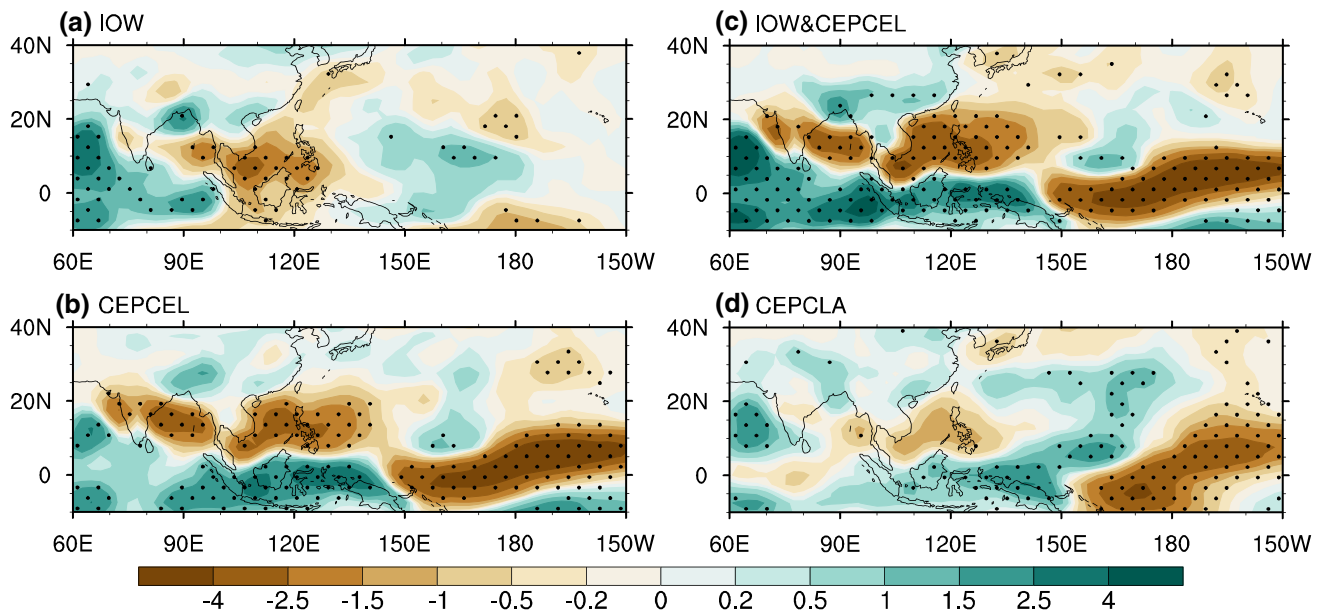 (a) IOW
(c) IOW&CEPCEL
40N
20N
0
60E 90E 120E 150E 180 150W
40N
20N
0
60E 90E 120E 150E 180 150W
(b) CEPCEL
(d) CEPCLA
40N
20N
0
60E 90E 120E 150E 180 150W
40N
20N
0
60E 90E 120E 150E 180 150W
-4 -2.5 -1.5 -1 -0.5 -0.2 0 0.2 0.5 1 1.5 2.5 4